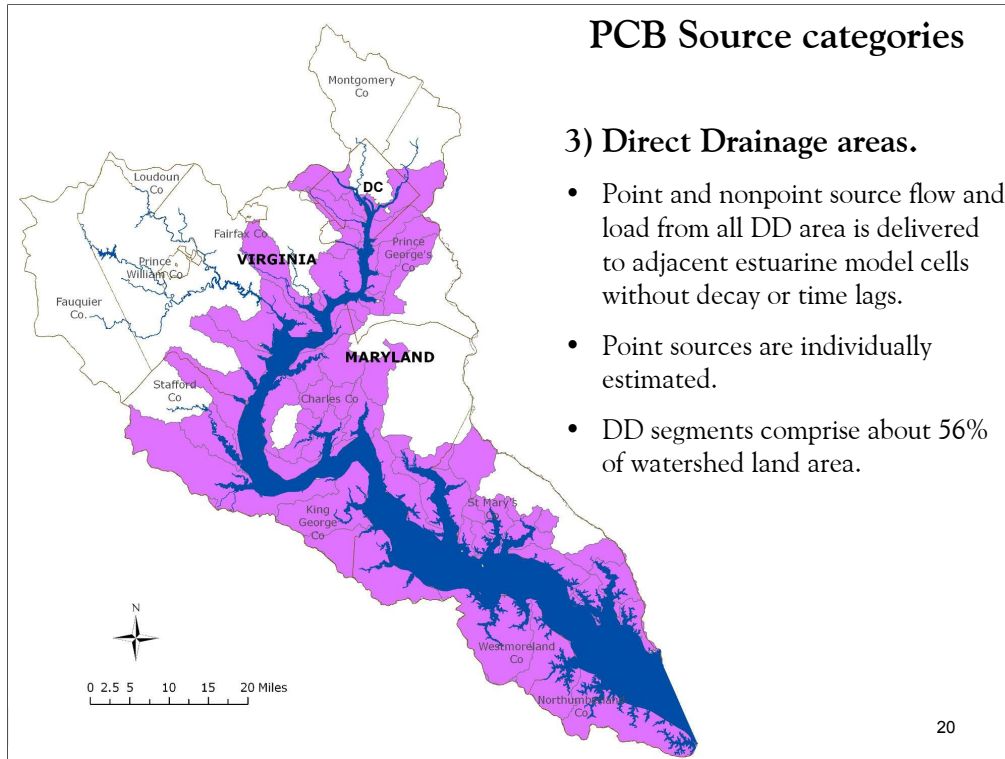 PCB Source categories
3) Direct Drainage areas.
• Point and nonpoint source flow and
load from all DD area is delivered
to adjacent estuarine model cells
without decay or time lags.
• Point sources are individually
estimated.
• DD segments comprise about 56%
of watershed land area.
Montgomery
Co
Loudoun
Co
DC
Fairfax Co
Prince
George's
Co
VIRGINIA
Prince
William Co
Fauquier
Co.
MARYLAND
Stafford
Co
Charles Co
King
George
Co
St Mary's
Co
Westmoreland
Co
Northumberland
Co
N
0 2.5 5 10 15 20 Miles
20